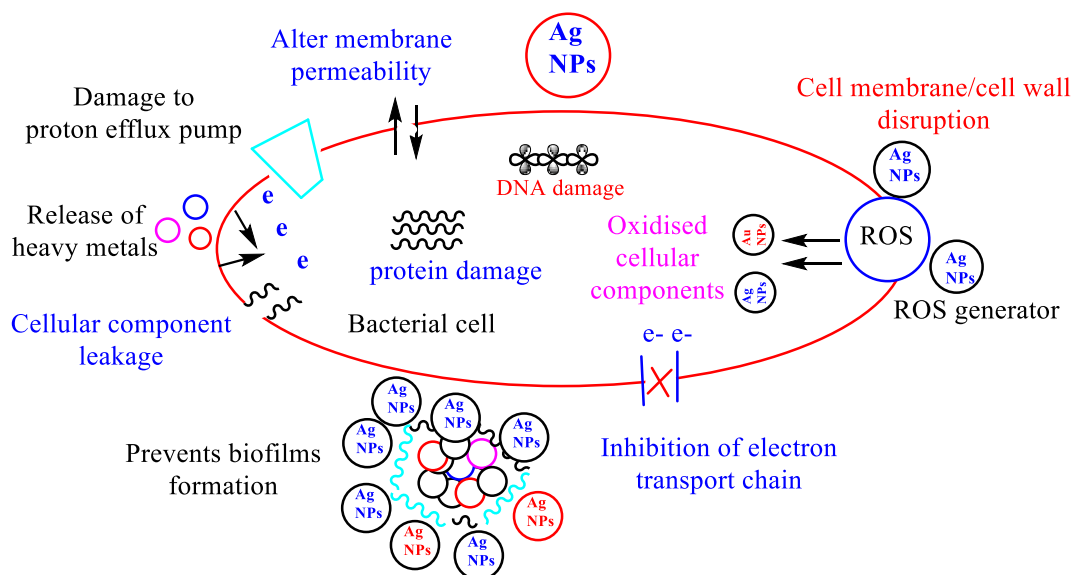 Ag
NPs
Alter membrane
permeability
Damage to
proton efflux pump
Cell membrane/cell wall
disruption
Ag
NPs
DNA damage
e
e
e
Release of
heavy metals
protein damage
Oxidised
cellular
components
Au
NPs
Ag
NPs
ROS
Ag
NPs
ROS generator
Cellular component
leakage
Bacterial cell
e- e-
Prevents biofilms
formation
Ag
NPs
Ag
NPs
Ag
NPs
Ag
NPs
Ag
NPs
Ag
NPs
Ag
NPs
Ag
NPs
Inhibition of electron
transport chain